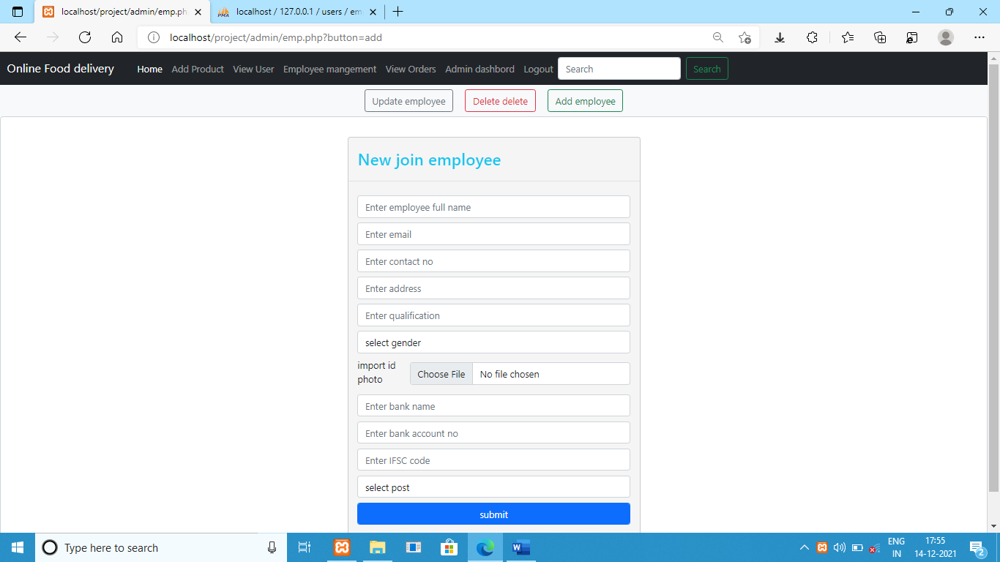 localhost/project/admin/emp.ph
localhost / 127.0.0.1 / users / em
localhost/project/admin/emp.php?button=add
Online Food delivery Home Add Product View User Employee mangement View Orders Admin dashbord Logout Search Search
Update employee Delete delete Add employee
New join employee
Enter employee full name
Enter email
Enter contact no
Enter address
Enter qualification
select gender
import id
photo
Choose File No file chosen
Enter bank name
Enter bank account no
Enter IFSC code
select post
submit
Type here to search
ENG
IN
17:55
14-12-2021
2